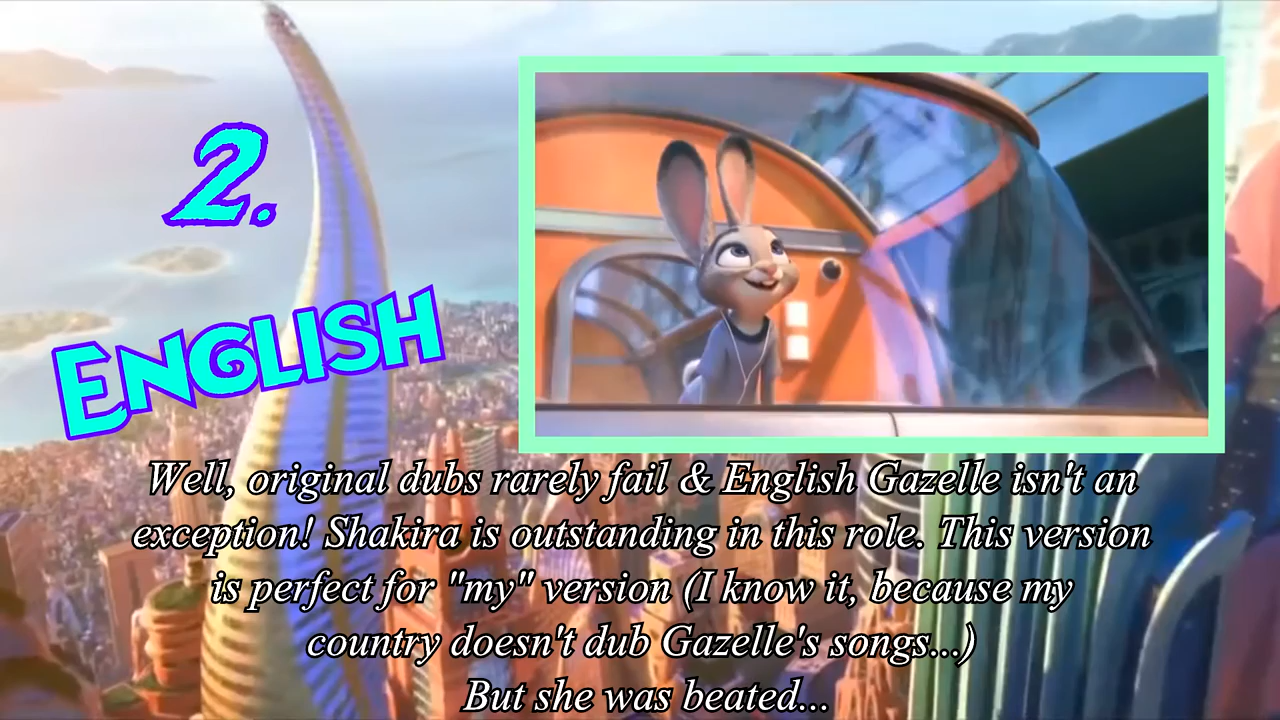 2.
ENGLISH
Well, original dubs rarely fail & English Gazelle isn't an
exception! Shakira is outstanding in this role. This version
is perfect for "my" version (I know it, because my
country doesn't dub Gazelle's songs...)
But she was beated...